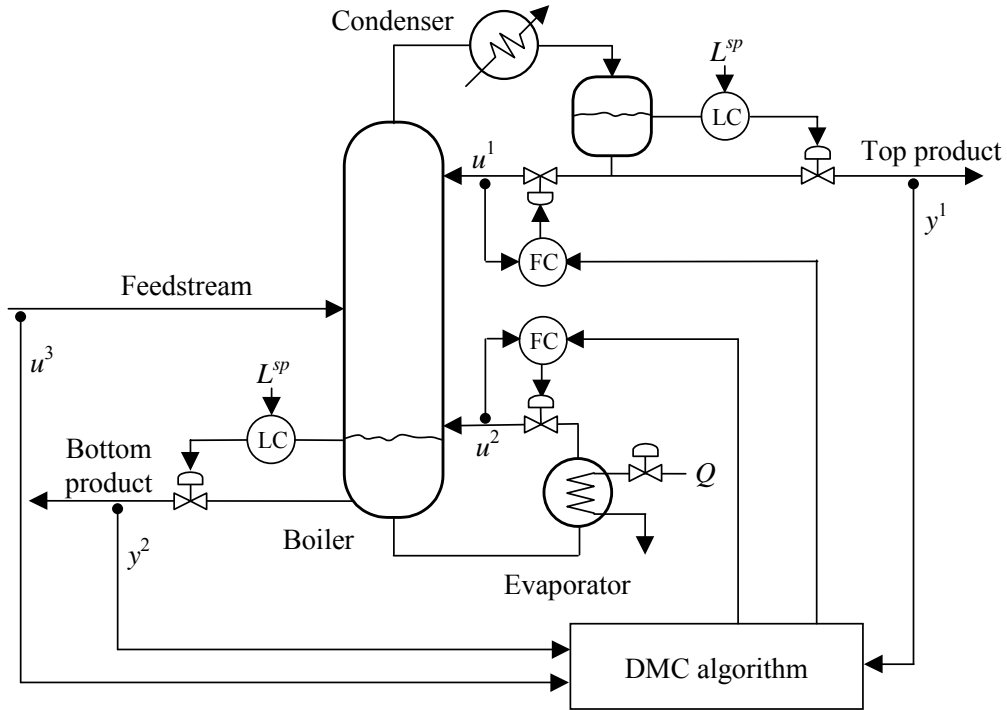 Condenser
L^sp
LC
u^1
Top product
y^1
FC
Feedstream
u^3
FC
L^sp
LC
u^2
Bottom
product
Q
Boiler
y^2
Evaporator
DMC algorithm